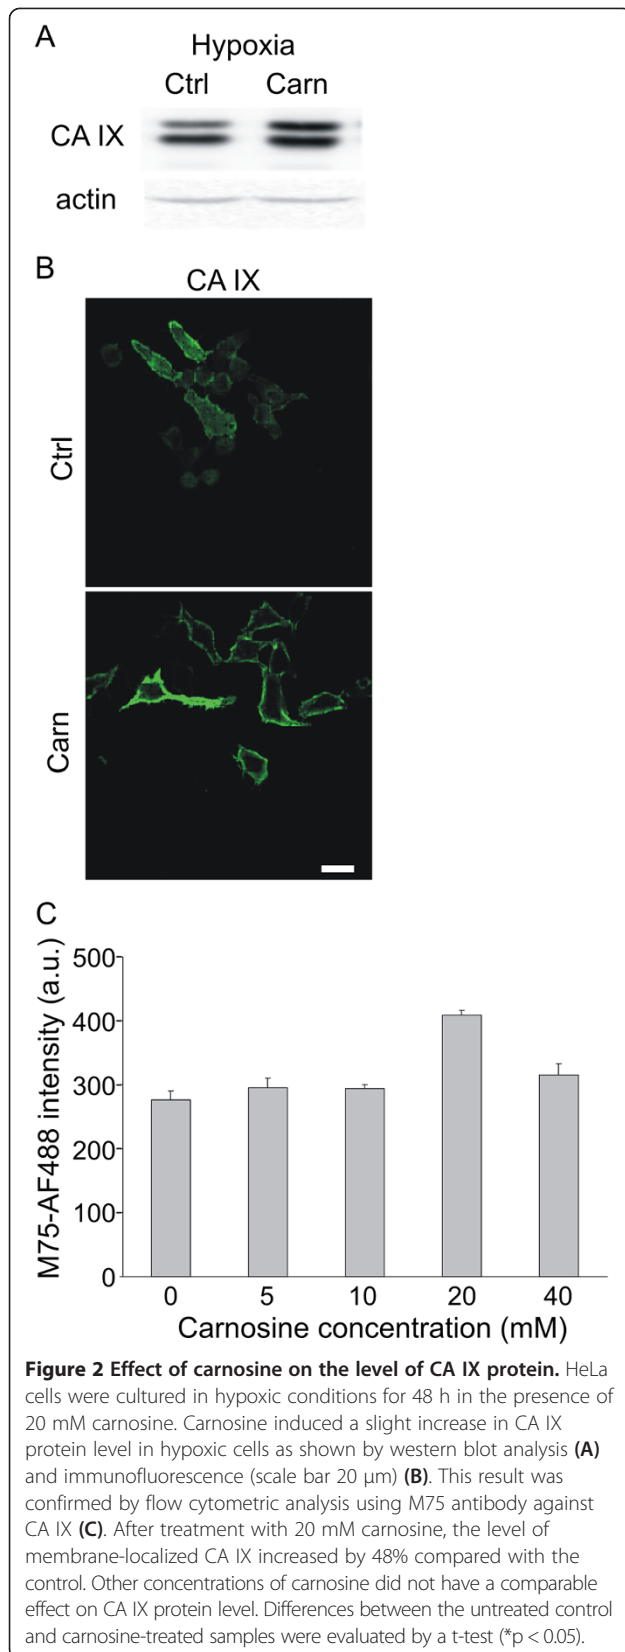 A
Hypoxia
Ctrl Carn
CA IX
actin
B
CA IX
Ctrl
Carn
C
M75-AF488 intensity (a.u.)
500
400
300
200
100
0
0 5 10 20 40
Carnosine concentration (mM)
Figure 2 Effect of carnosine on the level of CA IX protein. HeLa
cells were cultured in hypoxic conditions for 48 h in the presence of
20 mM carnosine. Carnosine induced a slight increase in CA IX
protein level in hypoxic cells as shown by western blot analysis (A)
and immunofluorescence (scale bar 20 μm) (B). This result was
confirmed by flow cytometric analysis using M75 antibody against
CA IX (C). After treatment with 20 mM carnosine, the level of
membrane-localized CA IX increased by 48% compared with the
control. Other concentrations of carnosine did not have a comparable
effect on CA IX protein level. Differences between the untreated control
and carnosine-treated samples were evaluated by a t-test (*p < 0.05).